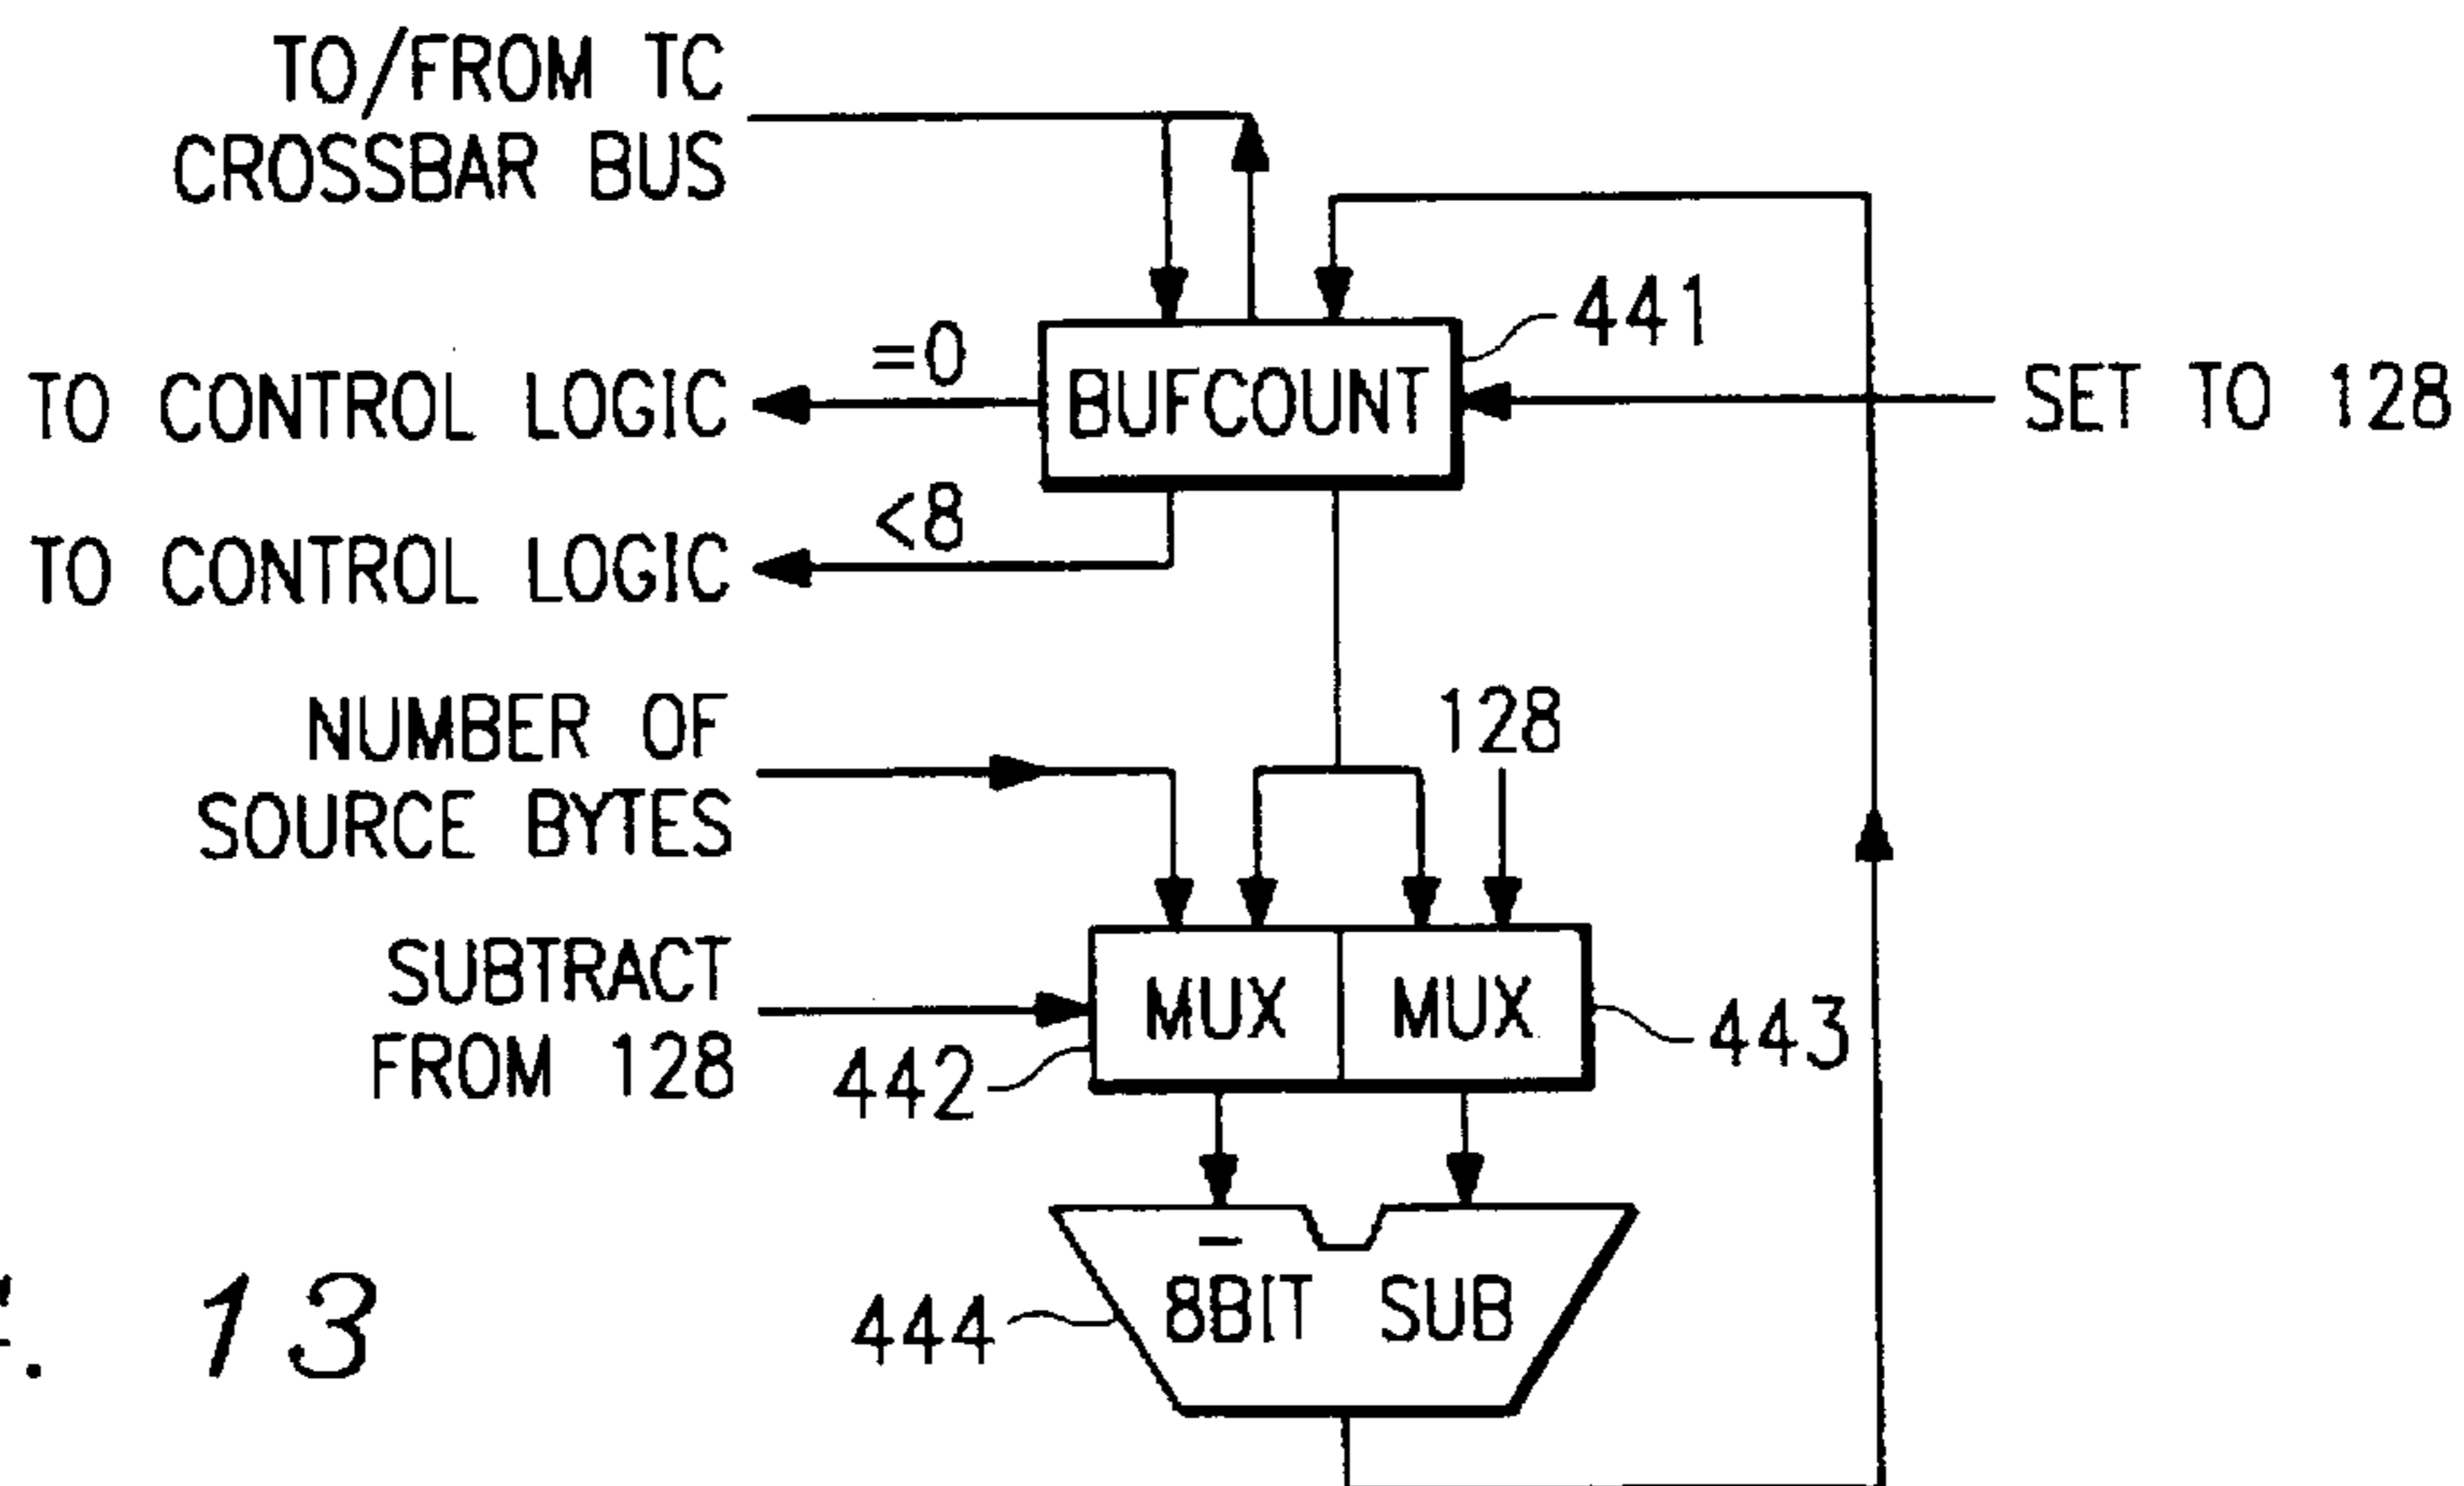 TO/FROM TC
CROSSBAR BUS
441
=0
TO CONTROL LOGIC
BUFCOUNT
SET TO 128
<8
TO CONTROL LOGIC
NUMBER OF
SOURCE BYTES
128
SUBTRACT
FROM 128
MUX
MUX
442
443
444
–
8BIT SUB
13